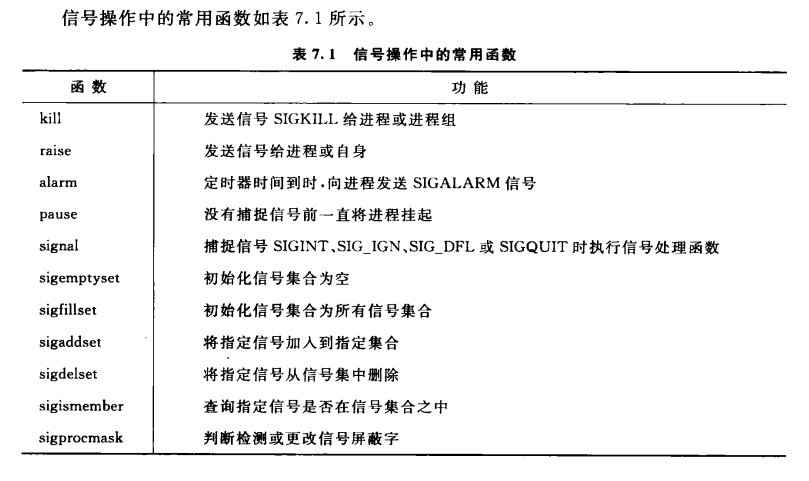 信号操作中的常用函数如表 7.1 所示。
表 7.1 信号操作中的常用函数
函数 功能
kill 发送信号 SIGKILL 给进程或进程组
raise 发送信号给进程或自身
alarm 定时器时间到时,向进程发送 SIGALARM 信号
pause 没有捕捉信号前一直将进程挂起
signal 捕捉信号 SIGINT、SIG_IGN、SIG_DFL 或 SIGQUIT 时执行信号处理函数
sigemptyset 初始化信号集合为空
sigfillset 初始化信号集合为所有信号集合
sigaddset 将指定信号加入到指定集合
sigdelset 将指定信号从信号集中删除
sigismember 查询指定信号是否在信号集合之中
sigprocmask 判断检测或更改信号屏蔽字